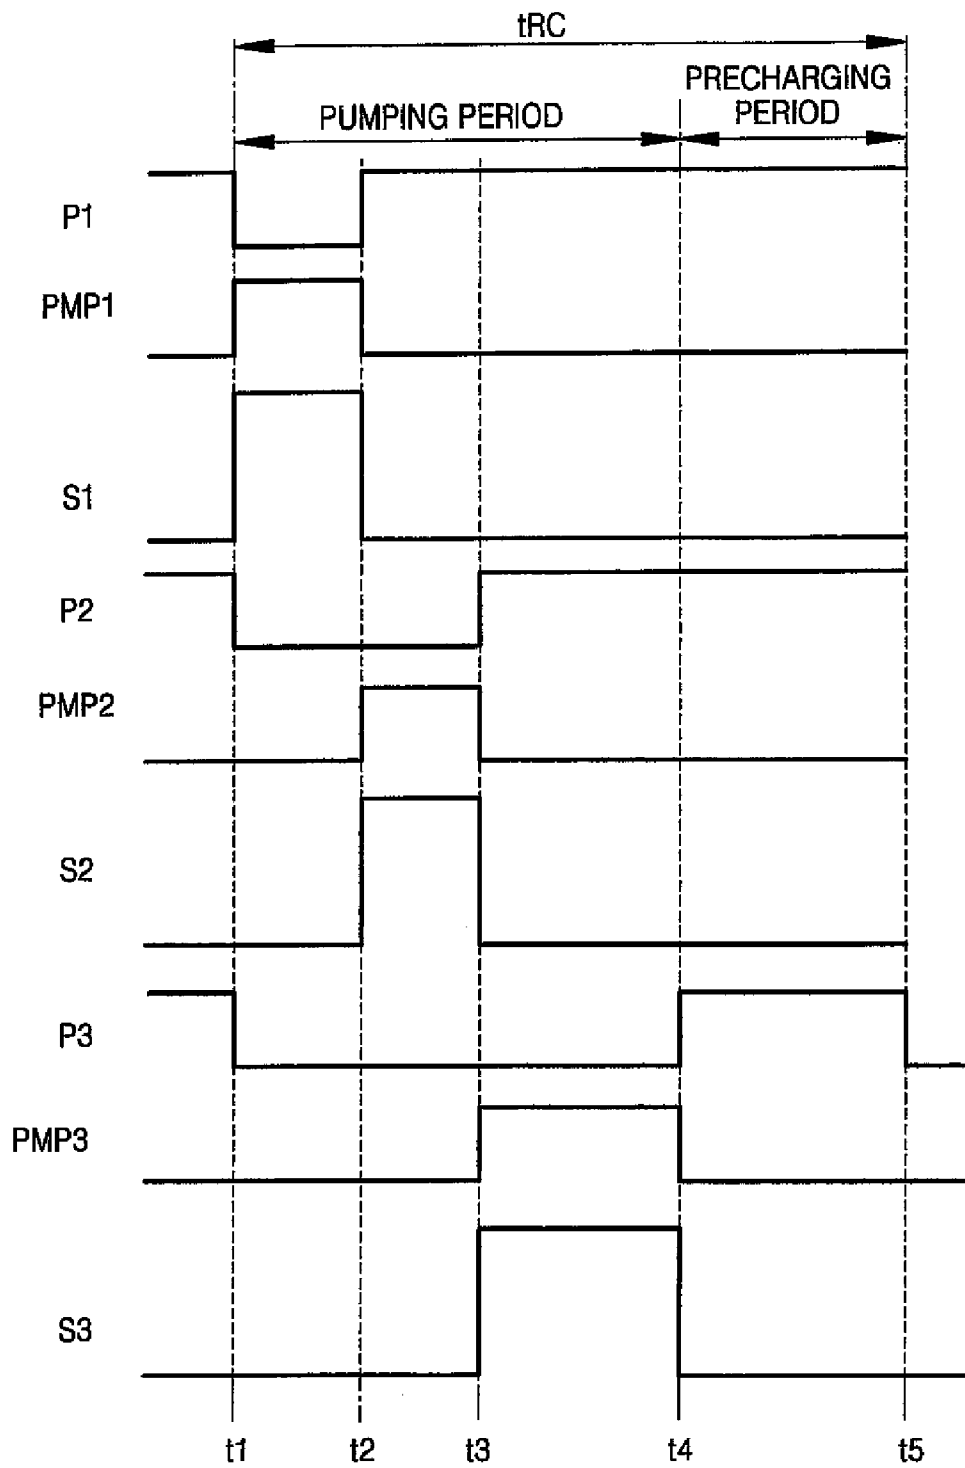 tRC
PRECHARGING
PERIOD
PUMPING PERIOD
P1
PMP1
S1
P2
PMP2
S2
P3
PMP3
S3
t1 t2 t3 t4 t5